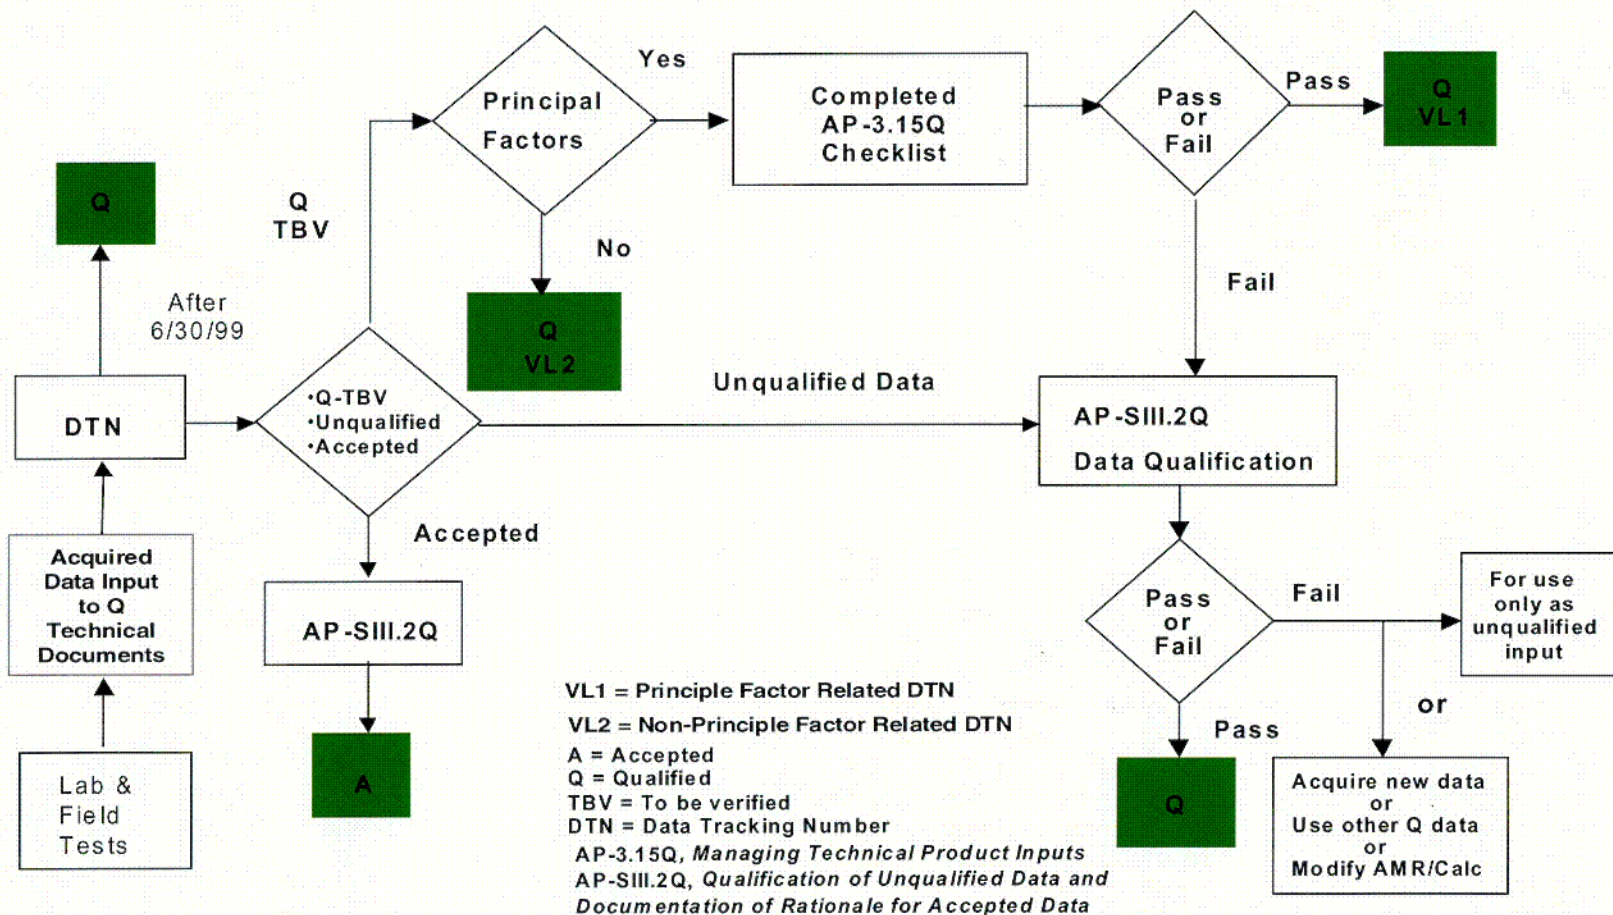 Principal
Factors
Yes
Completed
AP-3.15Q
Checklist
Pass
or
Fail
Pass
Q
VL1
Q
Q
TBV
No
Fail
After
6/30/99
Q
VL2
DTN
•Q-TBV
•Unqualified
•Accepted
Unqualified Data
AP-SIII.2Q
Data Qualification
Accepted
Acquired
Data Input
to Q
Technical
Documents
AP-SIII.2Q
Pass
or
Fail
Fail
For use
only as
unqualified
input
or
Pass
Lab &
Field
Tests
A
Q
Acquire new data
or
Use other Q data
or
Modify AMR/Calc
VL1 = Principle Factor Related DTN
VL2 = Non-Principle Factor Related DTN
A = Accepted
Q = Qualified
TBV = To be verified
DTN = Data Tracking Number
AP-3.15Q, Managing Technical Product Inputs
AP-SIII.2Q, Qualification of Unqualified Data and
Documentation of Rationale for Accepted Data